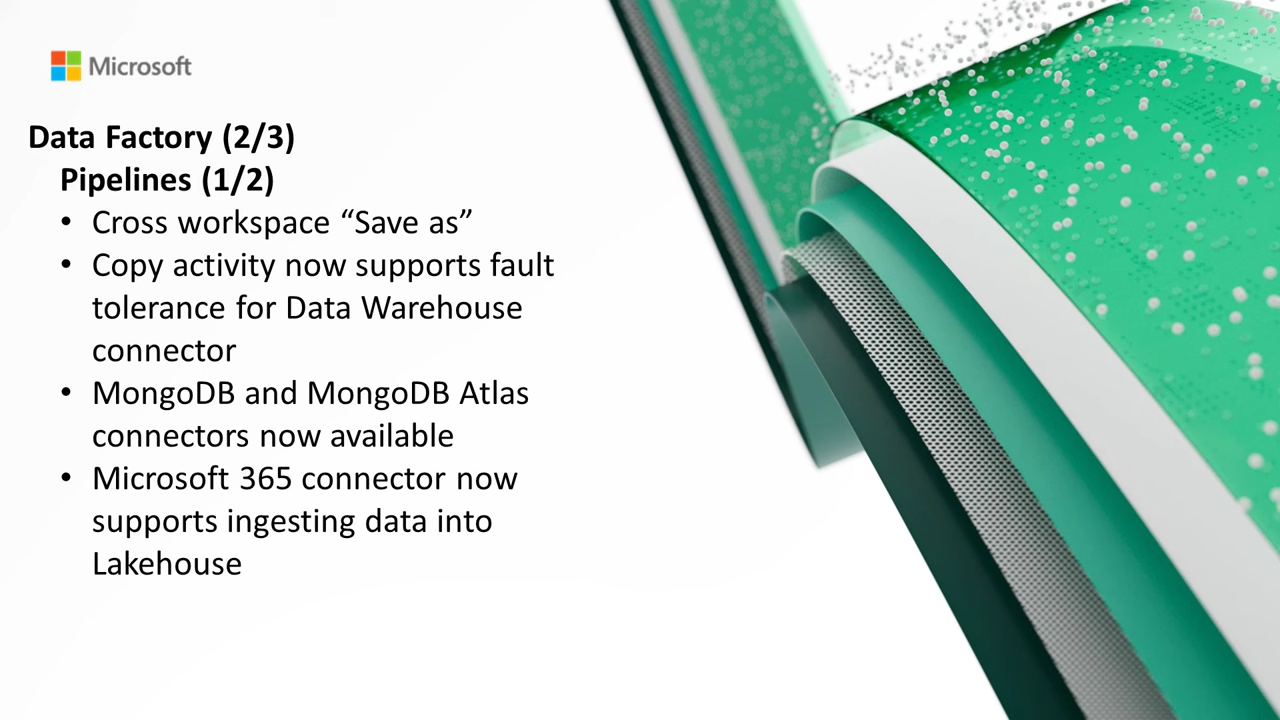 Microsoft
Data Factory (2/3)
Pipelines (1/2)
• Cross workspace “Save as”
• Copy activity now supports fault
tolerance for Data Warehouse
connector
• MongoDB and MongoDB Atlas
connectors now available
• Microsoft 365 connector now
supports ingesting data into
Lakehouse